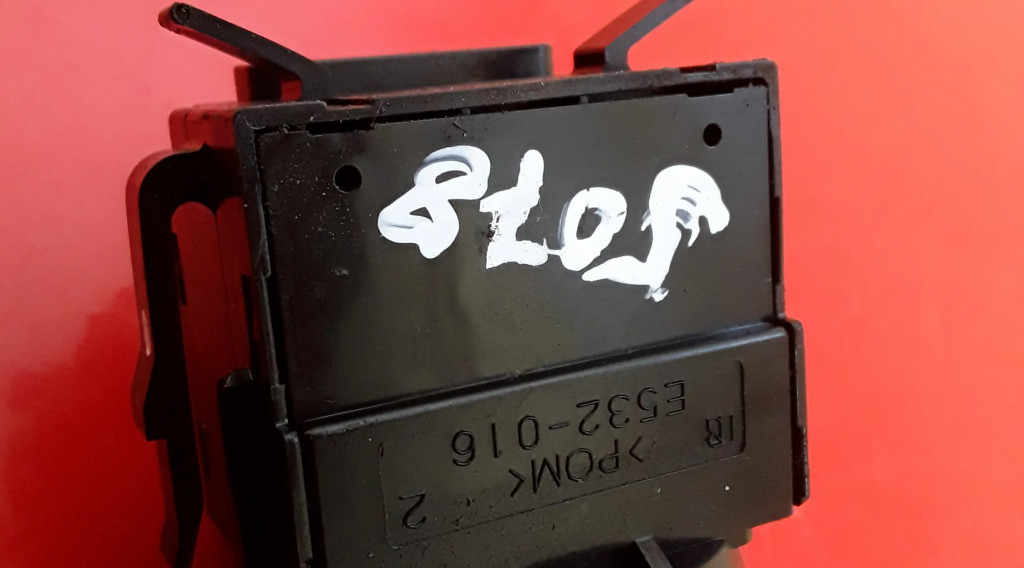 IR >POM< 2
E532-016